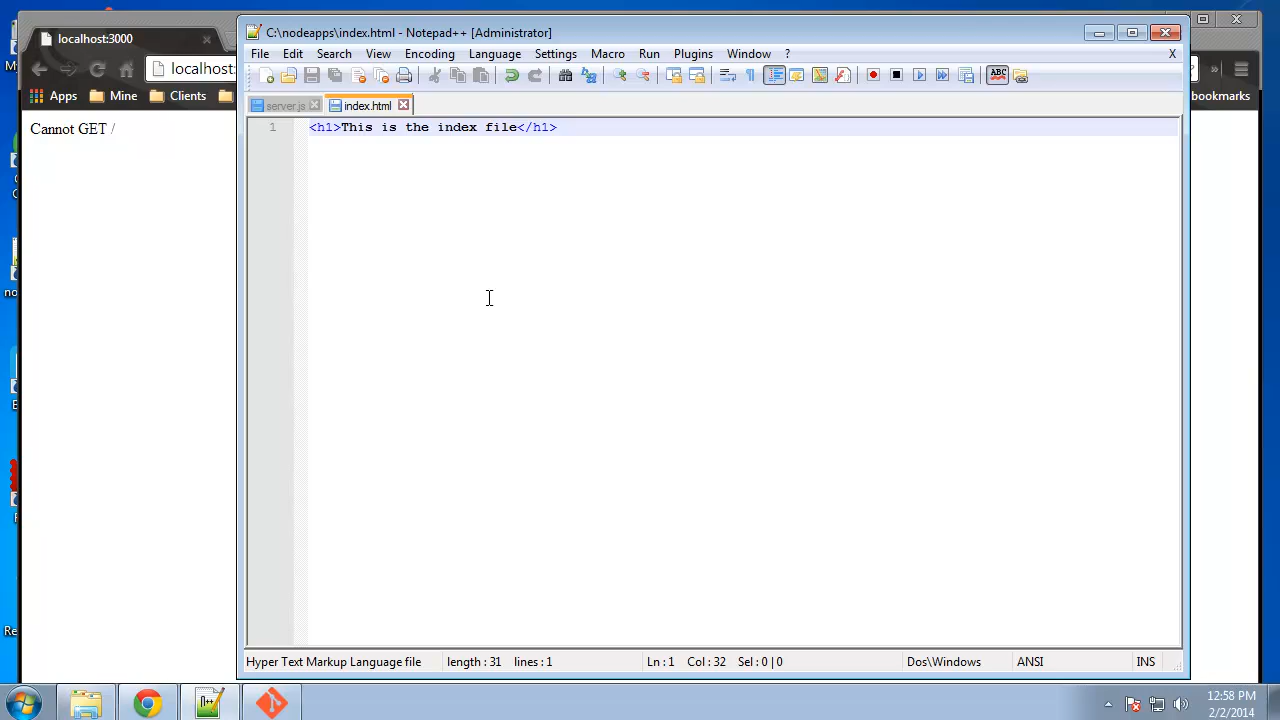 C:\nodeapps\index.html - Notepad++ [Administrator]
localhost:3000
File Edit Search View Encoding Language Settings Macro Run Plugins Window ? X
localhost:
Apps Mine Clients
bookmarks
server.js index.html
Cannot GET /
1 <h1>This is the index file</h1>
Hyper Text Markup Language file length : 31 lines : 1 Ln : 1 Col : 32 Sel : 0 | 0 Dos\Windows ANSI INS
12:58 PM
2/2/2014